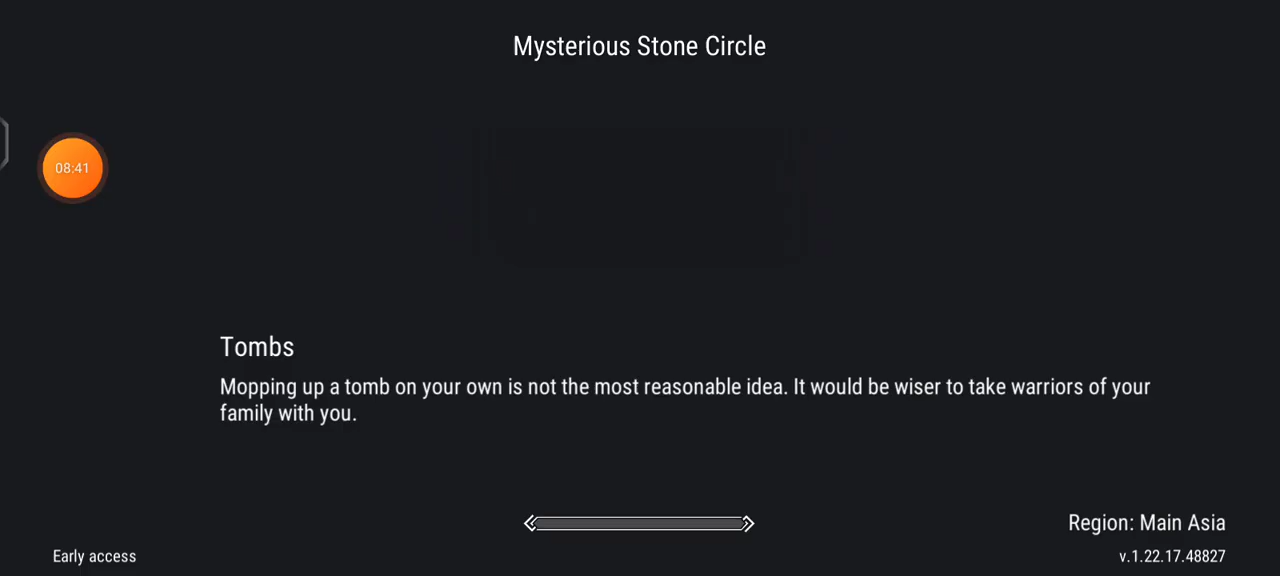 Mysterious Stone Circle
08:41
Tombs
Mopping up a tomb on your own is not the most reasonable idea. It would be wiser to take warriors of your
family with you.
Region: Main Asia
Early access
v.1.22.17.48827